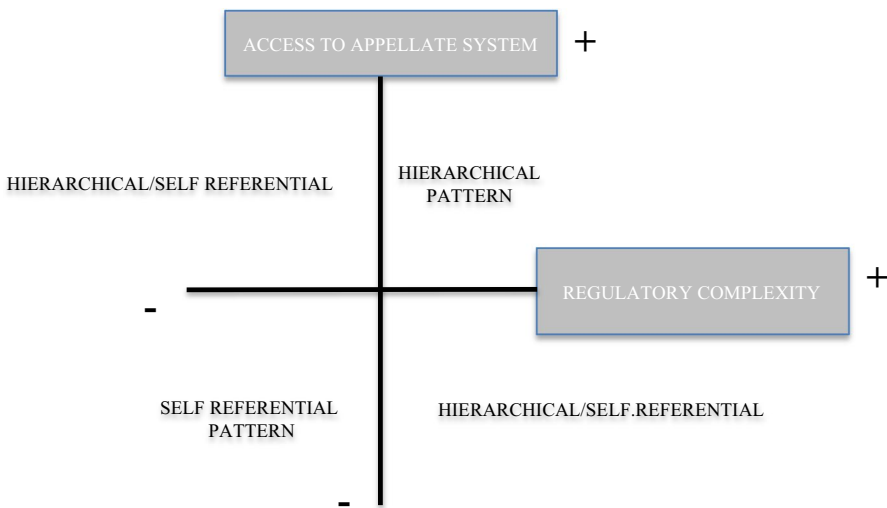 ACCESS TO APPELLATE SYSTEM
+
HIERARCHICAL/SELF REFERENTIAL
HIERARCHICAL
PATTERN
+
REGULATORY COMPLEXITY
-
SELF REFERENTIAL
PATTERN
HIERARCHICAL/SELF.REFERENTIAL
-